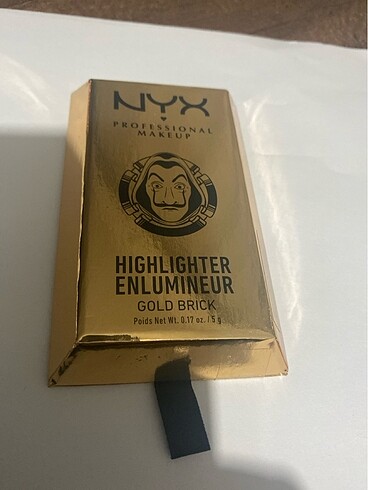 NYX
PROFESSIONAL
MAKEUP
HIGHLIGHTER
ENLUMINEUR
GOLD BRICK
Poids Net Wt. 0.17 oz. / 5 g